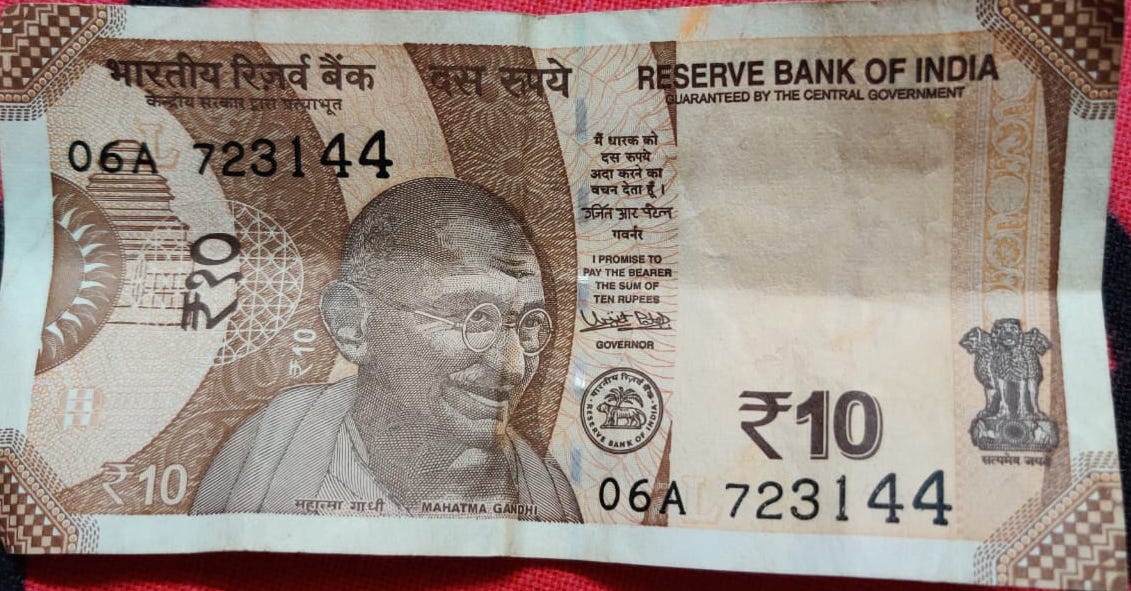 भारतीय रिज़र्व बैंक
केन्द्रीय सरकार द्वारा प्रत्याभूत
दस रुपये
RESERVE BANK OF INDIA
GUARANTEED BY THE CENTRAL GOVERNMENT
06A 723144
₹१०
₹10
₹10
महात्मा गांधी
MAHATMA GANDHI
मैं धारक को
दस रुपये
अदा करने का
वचन देता हूँ।
उर्जित आर पटेल
गवर्नर
I PROMISE TO
PAY THE BEARER
THE SUM OF
TEN RUPEES
GOVERNOR
भारतीय रिज़र्व बैंक
RESERVE BANK OF INDIA
₹10
सत्यमेव जयते
06A 723144